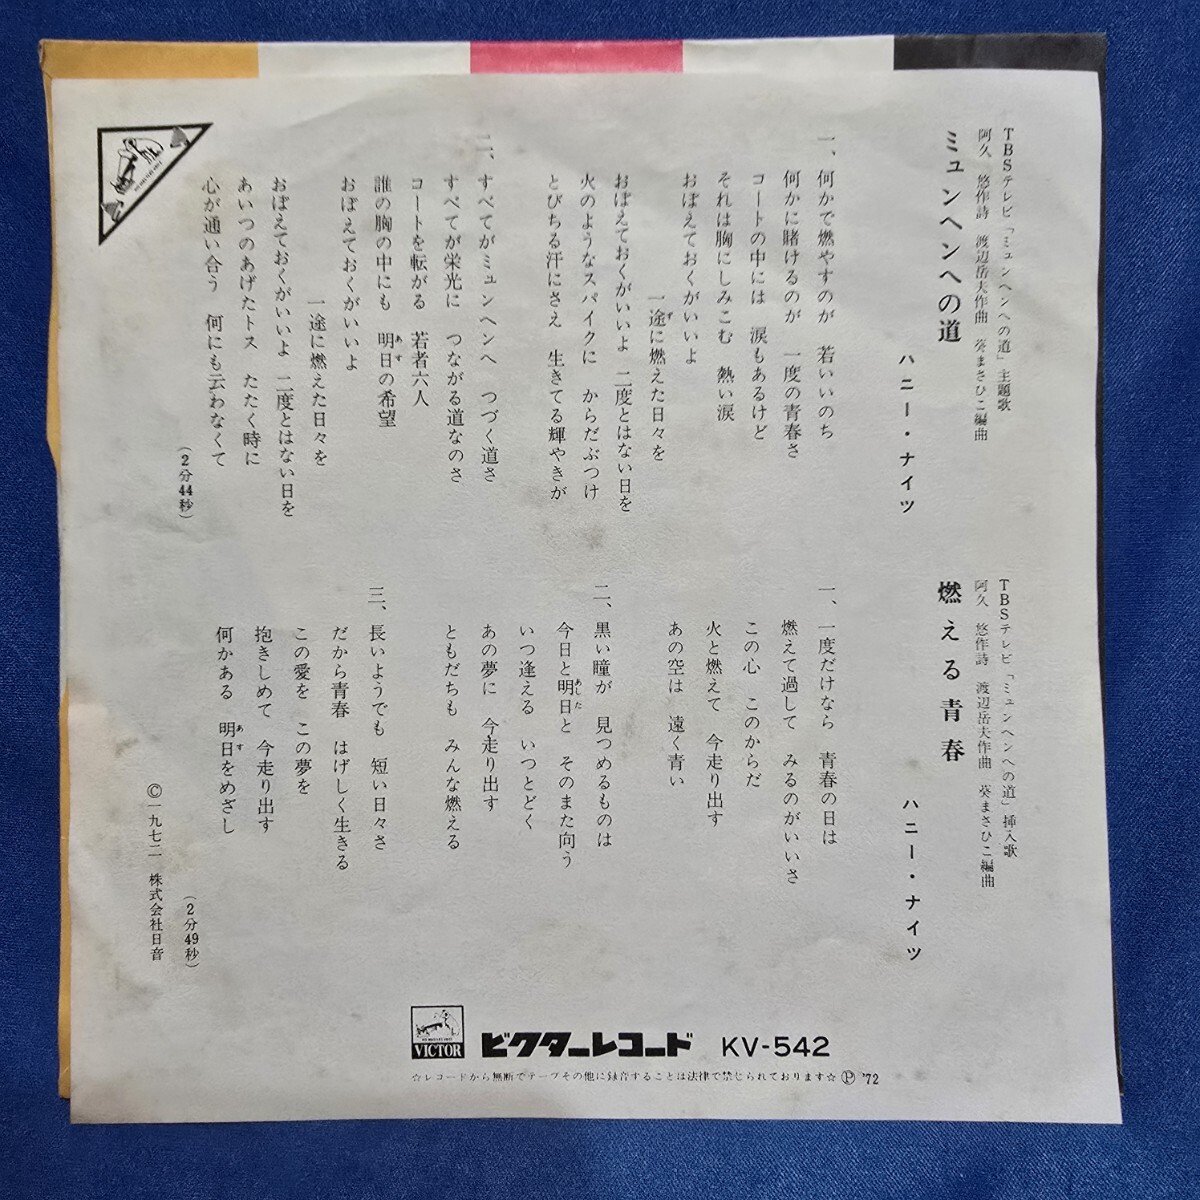 TBSテレビ「ミュンヘンへの道」主題歌
ミュンヘンへの道
阿久 悠作詩 渡辺岳夫作曲 葵まさひこ編曲
ハニー・ナイツ
一、何かで燃やすのが 若いいのち
何かに賭けるのが 一度の青春さ
コートの中には 涙もあるけど
それは胸にしみこむ 熱い涙
おぼえておくがいいよ
一途に燃えた日々を
おぼえておくがいいよ 二度とはない日を
火のようなスパイクに からだぶつけ
とびちる汗にさえ 生きてる輝やきが
二、すべてがミュンヘンへ つづく道さ
すべてが栄光に つながる道なのさ
コートを転がる 若者六人
誰の胸の中にも 明日の希望
おぼえておくがいいよ
一途に燃えた日々を
おぼえておくがいいよ 二度とはない日を
あいつのあげたトス たたく時に
心が通い合う 何にも云わなくて
(2分44秒)
TBSテレビ「ミュンヘンへの道」挿入歌
燃える青春
阿久 悠作詩 渡辺岳夫作曲 葵まさひこ編曲
ハニー・ナイツ
一、一度だけなら 青春の日は
燃えて過して みるのがいいさ
この心 このからだ
火と燃えて 今走り出す
あの空は 遠く青い
二、黒い瞳が 見つめるものは
今日と明日と そのまた向う
いつ逢える いつとどく
あの夢に 今走り出す
ともだちも みんな燃える
三、長いようでも 短い日々さ
だから青春 はげしく生きる
この愛を この夢を
抱きしめて 今走り出す
何かある 明日をめざし
(2分49秒)
©一九七二 株式会社日音
VICTOR ビクターレコード KV-542
☆レコードから無断でテープその他に録音することは法律で禁じられております☆ Ⓟ '72